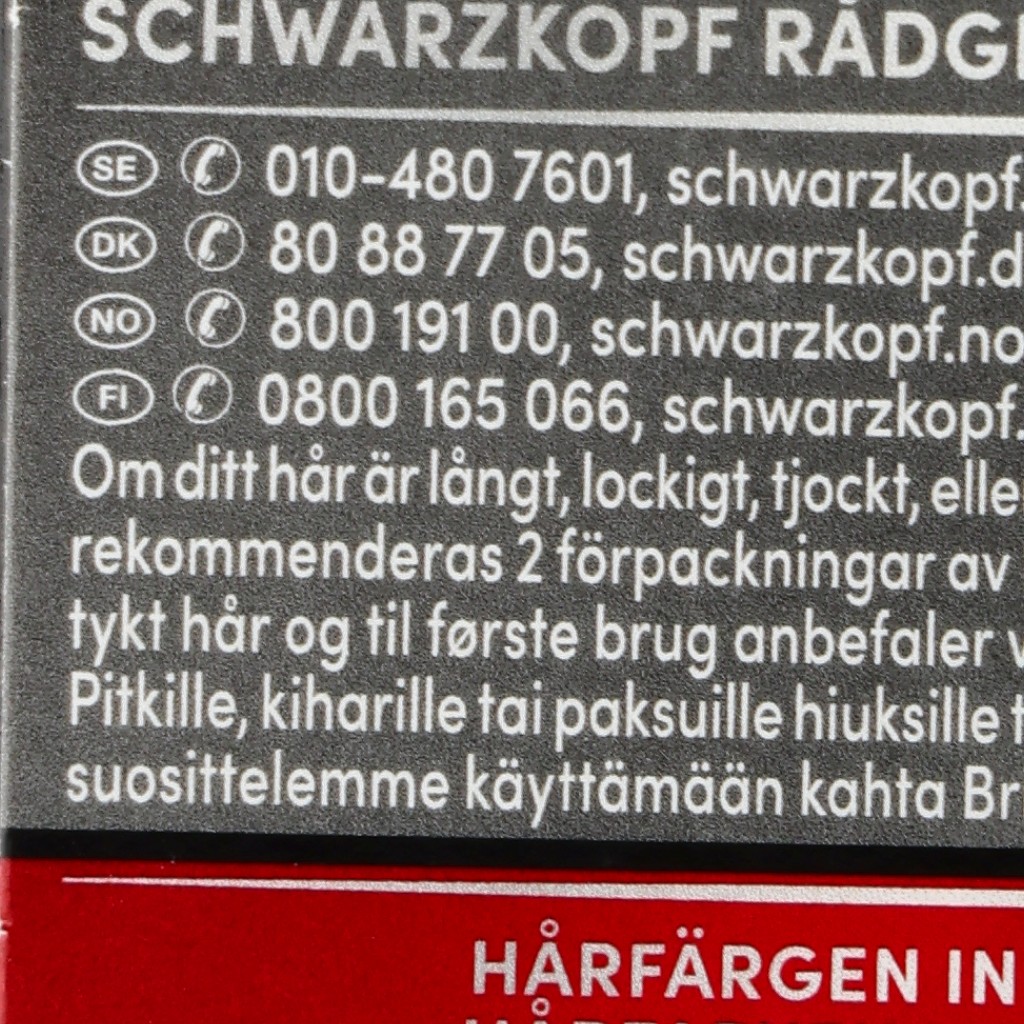 SCHWARZKOPF RÅDG
SE 010-480 7601, schwarzkopf.
DK 80 88 77 05, schwarzkopf.d
NO 800 191 00, schwarzkopf.no
FI 0800 165 066, schwarzkopf.
Om ditt hår är långt, lockigt, tjockt, elle
rekommenderas 2 förpackningar av
tykt hår og til første brug anbefaler v
Pitkille, kiharille tai paksuille hiuksille t
suosittelemme käyttämään kahta Br
HÅRFÄRGEN IN